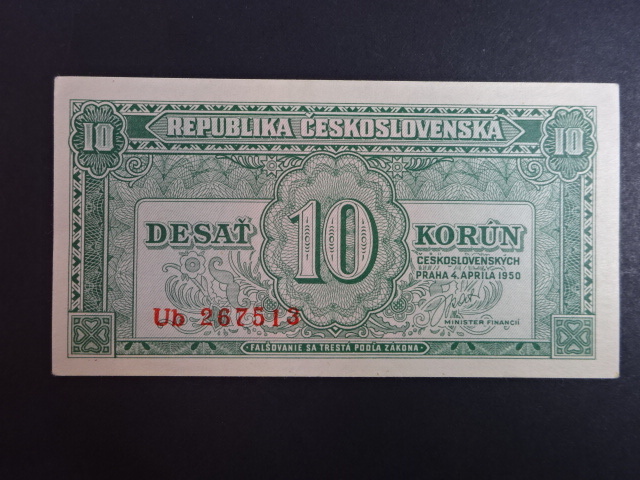 REPUBLIKA ČESKOSLOVENSKÁ
10 10
DESAŤ 10 KORÚN
ČESKOSLOVENSKÝCH
PRAHA 4. APRÍLA 1950
Ub 267513
MINISTER FINANCIÍ
FALŠOVANIE SA TRESTÁ PODĽA ZÁKONA